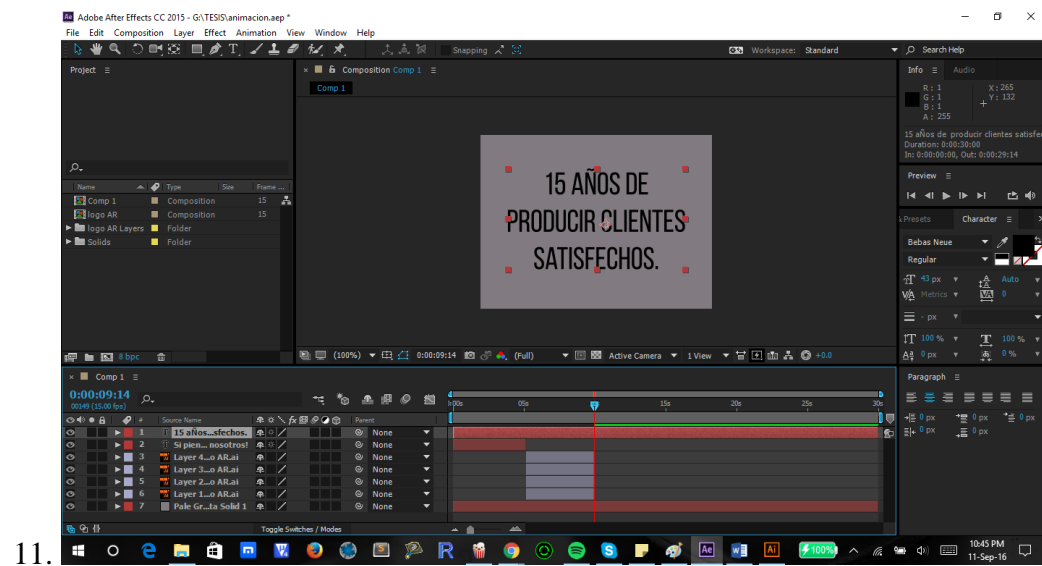 Adobe After Effects CC 2015 - G:\TESIS\animacion.aep *
File Edit Composition Layer Effect Animation View Window Help
Snapping
Workspace: Standard
Search Help
Project
Composition Comp 1
Info Audio
Comp 1
R : 1 X : 265
G : 1 Y : 132
B : 1
A : 255
15 aÑos de producir clientes satisfe
Duration: 0:00:30:00
In: 0:00:00:00, Out: 0:00:29:14
15 AÑOS DE
PRODUCIR CLIENTES
SATISFECHOS.
Preview
Name Type Size Frame ...
Comp 1 Composition 15
logo AR Composition 15
logo AR Layers Folder
Solids Folder
Presets Character
Bebas Neue
Regular
43 px Auto
Metrics 0
- px
100 % 100 %
0 px 0 %
8 bpc
(100%) 0:00:09:14 (Full) Active Camera 1 View +0.0
Comp 1
Paragraph
0:00:09:14
00149 (15.00 fps)
05s 15s 20s 25s 30s
# Source Name Parent
0 px 0 px 0 px
0 px 0 px
1 15 aÑos...sfechos. None
2 Si pien... nosotros! None
3 Layer 4...o AR.ai None
4 Layer 3...o AR.ai None
5 Layer 2...o AR.ai None
6 Layer 1...o AR.ai None
7 Pale Gr...ta Solid 1 None
Toggle Switches / Modes
11.
100%
10:45 PM
11-Sep-16